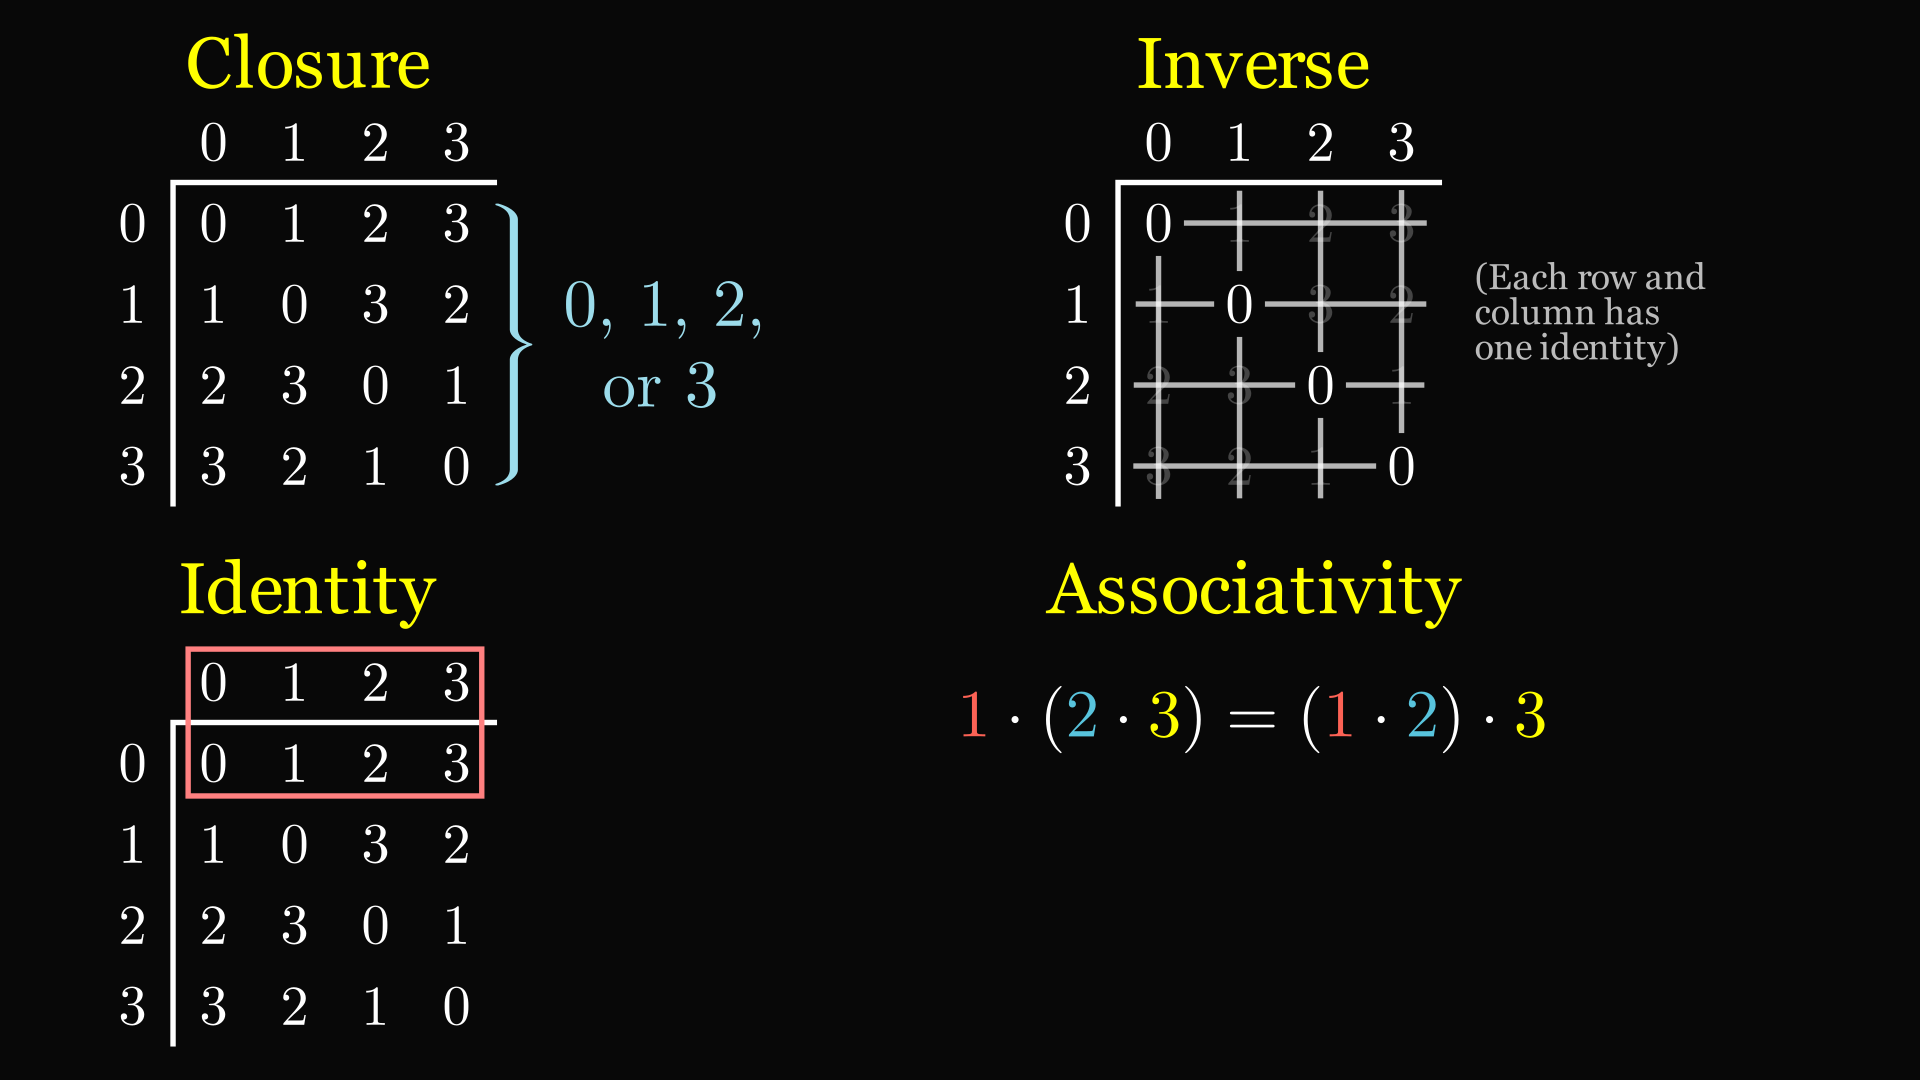 Closure
0 1 2 3
0 0 1 2 3
1 1 0 3 2
2 2 3 0 1
3 3 2 1 0
0, 1, 2,
or 3
Inverse
0 1 2 3
0 0 1 2 3
1 1 0 3 2
2 2 3 0 1
3 3 2 1 0
(Each row and
column has
one identity)
Identity
0 1 2 3
0 0 1 2 3
1 1 0 3 2
2 2 3 0 1
3 3 2 1 0
Associativity
1 · (2 · 3) = (1 · 2) · 3